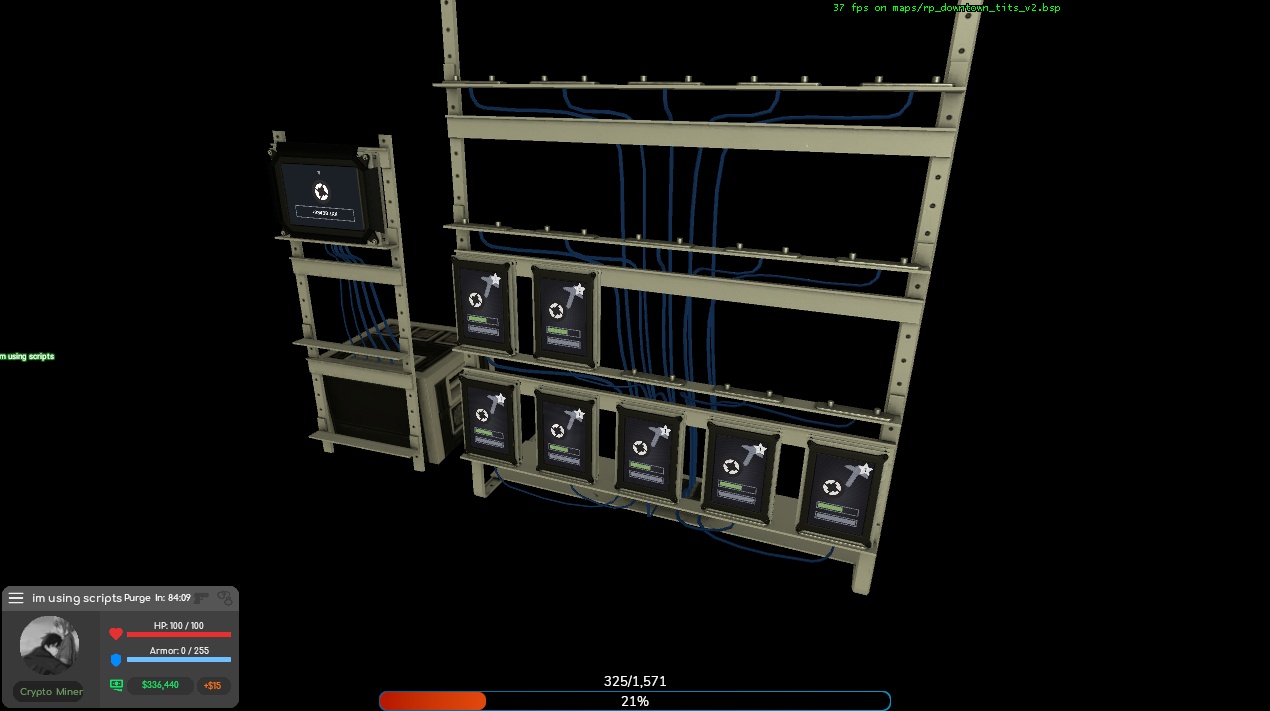 37 fps on maps/rp_downtown_tits_v2.bsp
m using scripts
im using scripts Purge In: 84:09
HP: 100 / 100
Armor: 0 / 255
Crypto Miner
$336,440
+$15
325/1,571
21%